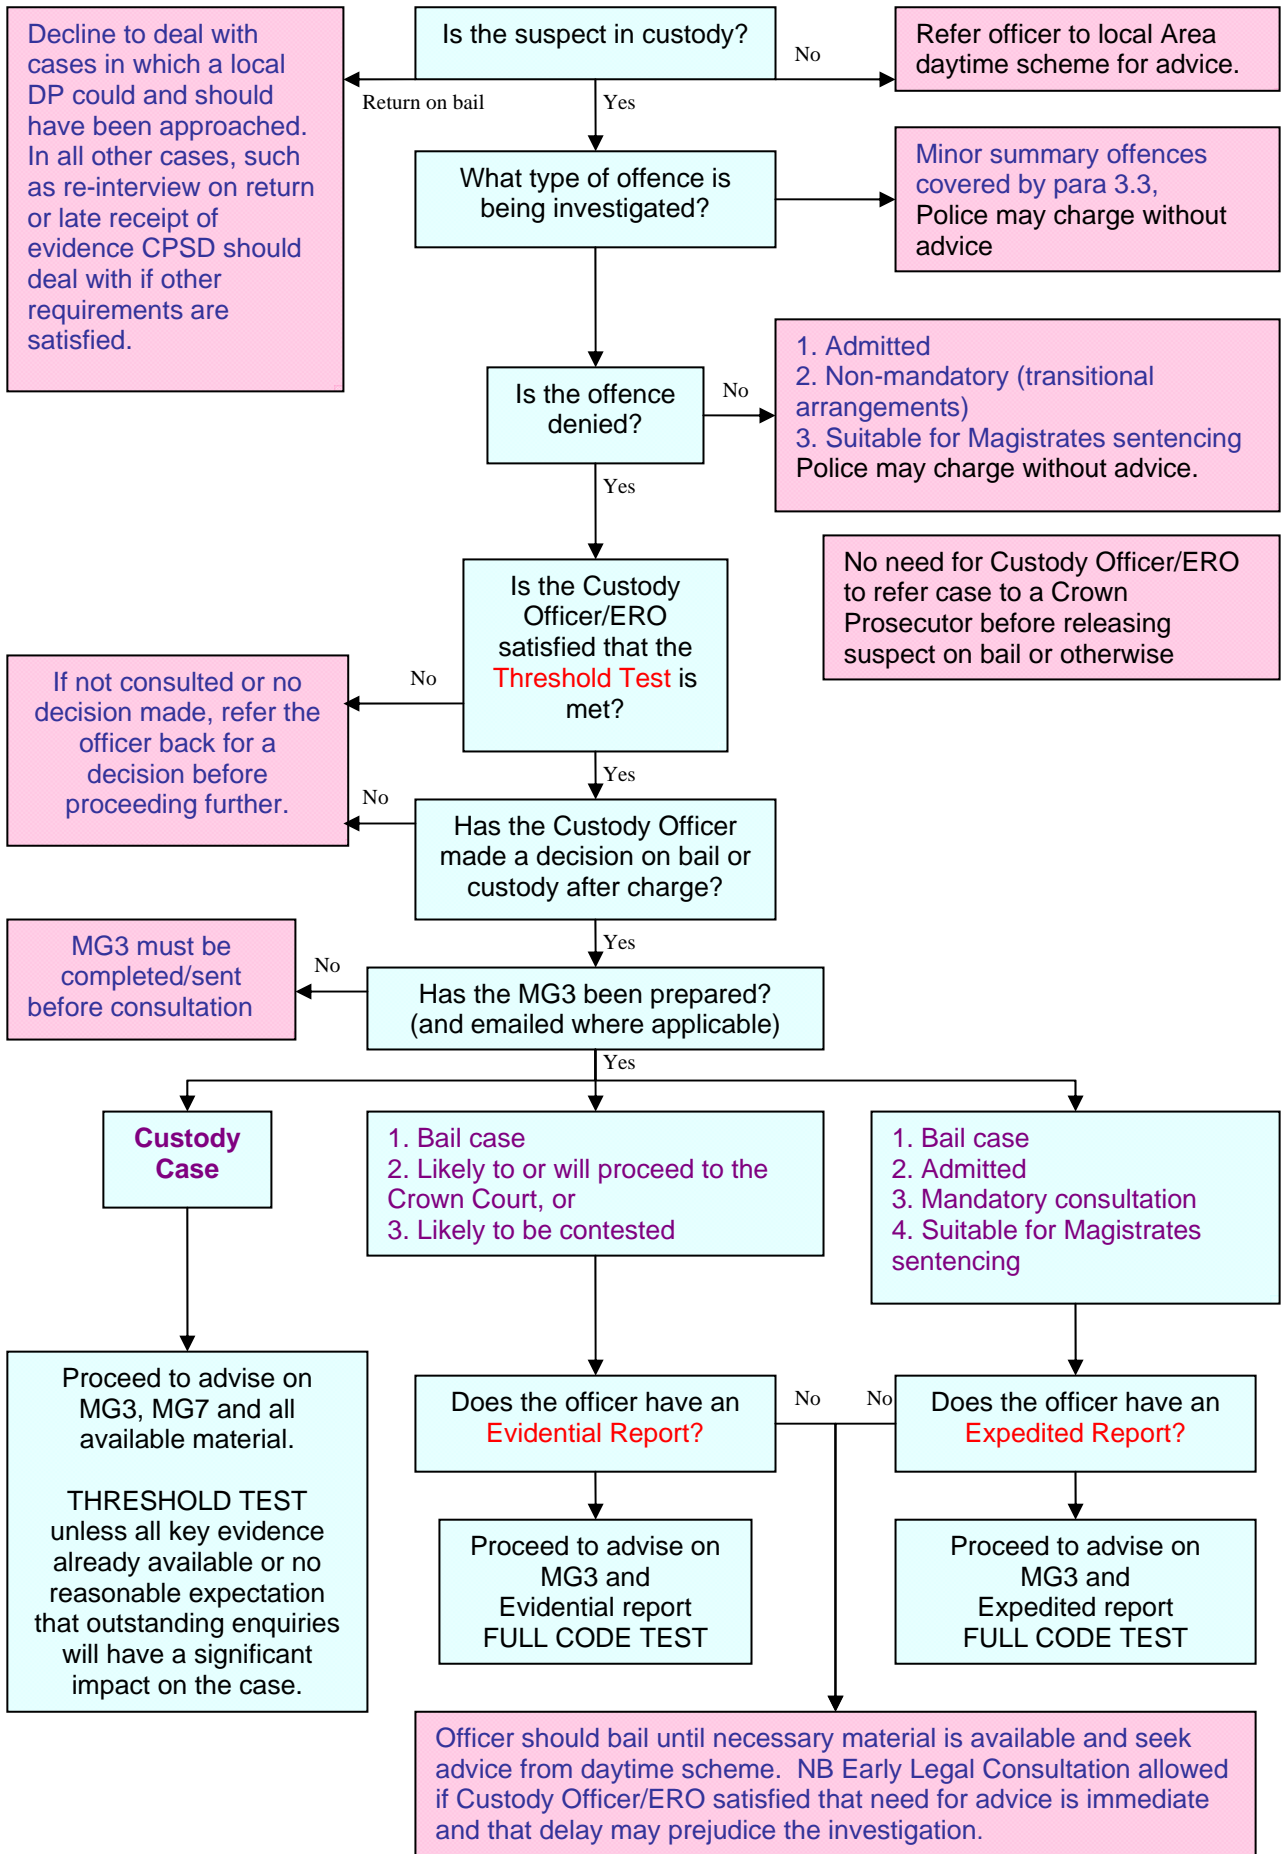 Decline to deal with
cases in which a local
DP could and should
have been approached.
In all other cases, such
as re-interview on return
or late receipt of
evidence CPSD should
deal with if other
requirements are
satisfied.
Is the suspect in custody?
No
Refer officer to local Area
daytime scheme for advice.
Return on bail
Yes
What type of offence is
being investigated?
Minor summary offences
covered by para 3.3,
Police may charge without
advice
Is the offence
denied?
No
1. Admitted
2. Non-mandatory (transitional
arrangements)
3. Suitable for Magistrates sentencing
Police may charge without advice.
Yes
No need for Custody Officer/ERO
to refer case to a Crown
Prosecutor before releasing
suspect on bail or otherwise
Is the Custody
Officer/ERO
satisfied that the
Threshold Test is
met?
No
If not consulted or no
decision made, refer the
officer back for a
decision before
proceeding further.
Yes
No
Has the Custody Officer
made a decision on bail or
custody after charge?
Yes
MG3 must be
completed/sent
before consultation
No
Has the MG3 been prepared?
(and emailed where applicable)
Yes
Custody
Case
1. Bail case
2. Likely to or will proceed to the
Crown Court, or
3. Likely to be contested
1. Bail case
2. Admitted
3. Mandatory consultation
4. Suitable for Magistrates
sentencing
Proceed to advise on
MG3, MG7 and all
available material.
THRESHOLD TEST
unless all key evidence
already available or no
reasonable expectation
that outstanding enquiries
will have a significant
impact on the case.
Does the officer have an
Evidential Report?
No
No
Does the officer have an
Expedited Report?
Proceed to advise on
MG3 and
Evidential report
FULL CODE TEST
Proceed to advise on
MG3 and
Expedited report
FULL CODE TEST
Officer should bail until necessary material is available and seek
advice from daytime scheme.  NB Early Legal Consultation allowed
if Custody Officer/ERO satisfied that need for advice is immediate
and that delay may prejudice the investigation.